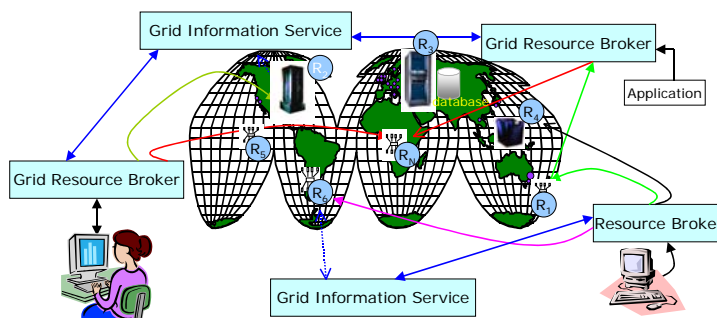 Grid Information Service
R2
R3
Grid Resource Broker
database
Application
R4
R5
RN
Grid Resource Broker
R6
R1
Resource Broke
Grid Information Service